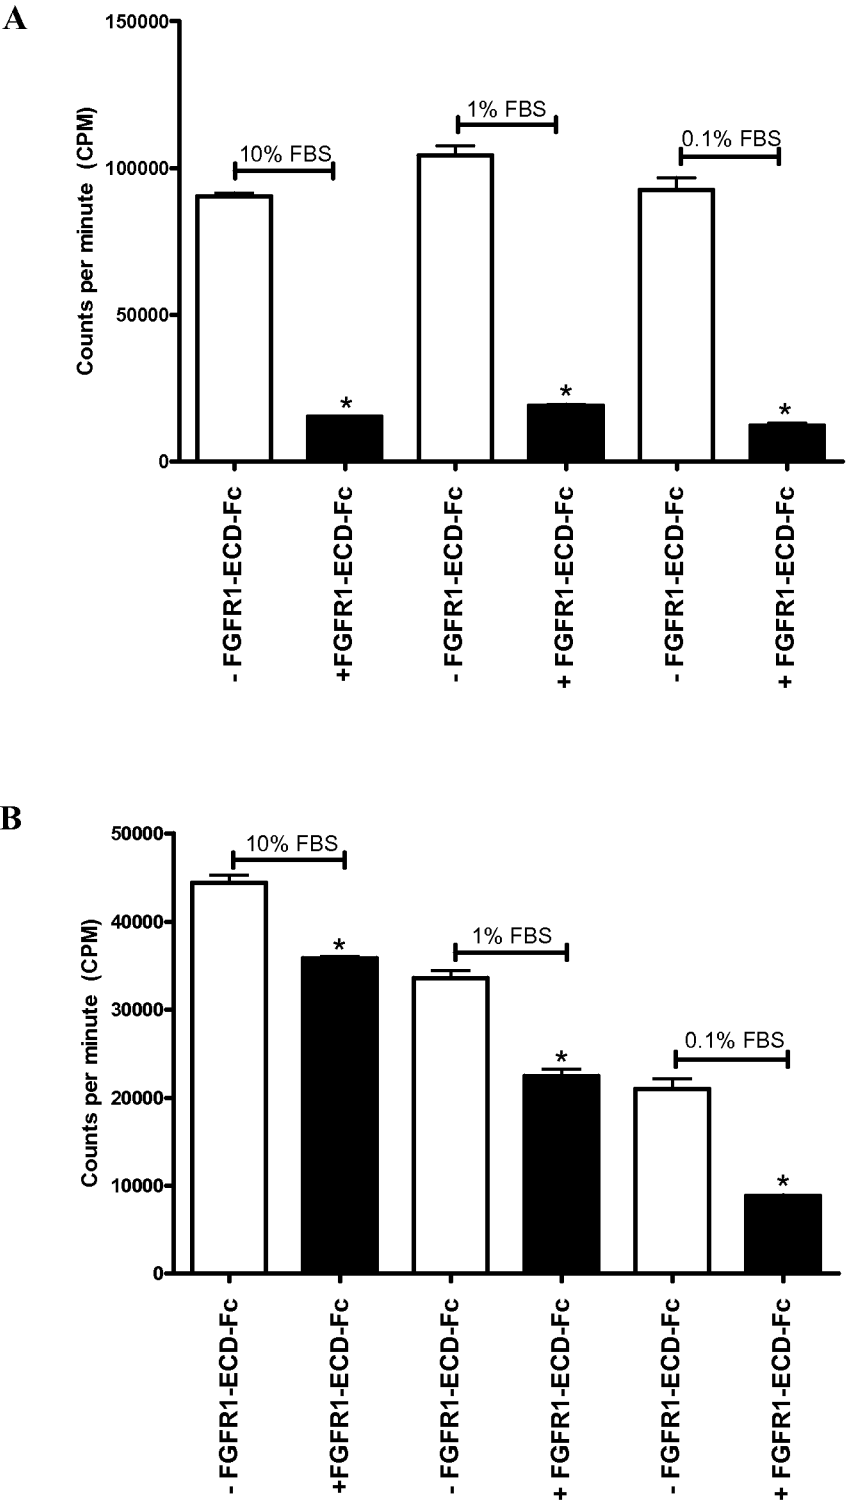 A
150000
100000
50000
0
Counts per minute (CPM)
10% FBS
1% FBS
0.1% FBS
*
*
*
- FGFR1-ECD-Fc
+FGFR1-ECD-Fc
- FGFR1-ECD-Fc
+ FGFR1-ECD-Fc
- FGFR1-ECD-Fc
+ FGFR1-ECD-Fc
B
50000
40000
30000
20000
10000
0
Counts per minute (CPM)
10% FBS
1% FBS
0.1% FBS
*
*
*
- FGFR1-ECD-Fc
+FGFR1-ECD-Fc
- FGFR1-ECD-Fc
+ FGFR1-ECD-Fc
- FGFR1-ECD-Fc
+ FGFR1-ECD-Fc